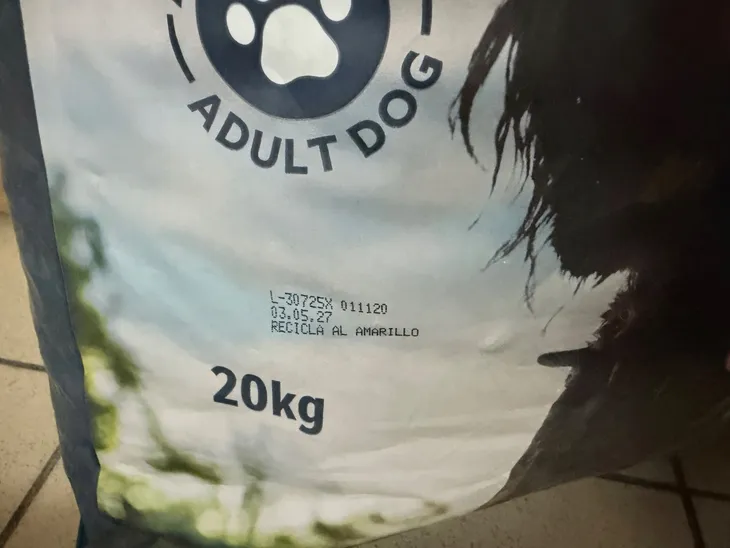 ADULT DOG
L-30725X 011120
03.05.27
RECICLA AL AMARILLO
20kg